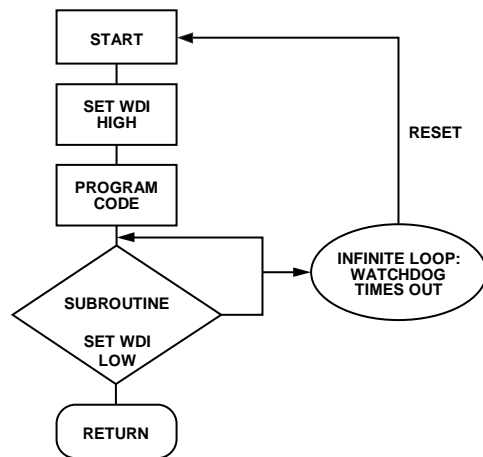 START
SET WDI
HIGH
RESET
PROGRAM
CODE
INFINITE LOOP:
WATCHDOG
TIMES OUT
SUBROUTINE
SET WDI
LOW
RETURN